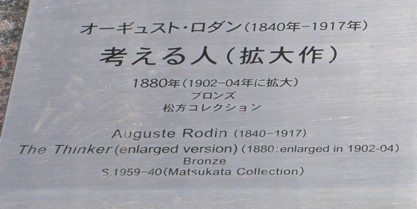 オーギュスト・ロダン(1840年-1917年)
考える人(拡大作)
1880年(1902-04年に拡大)
ブロンズ
松方コレクション
Auguste Rodin (1840-1917)
The Thinker (enlarged version) (1880:enlarged in 1902-04)
Bronze
S.1959-40(Matsukata Collection)